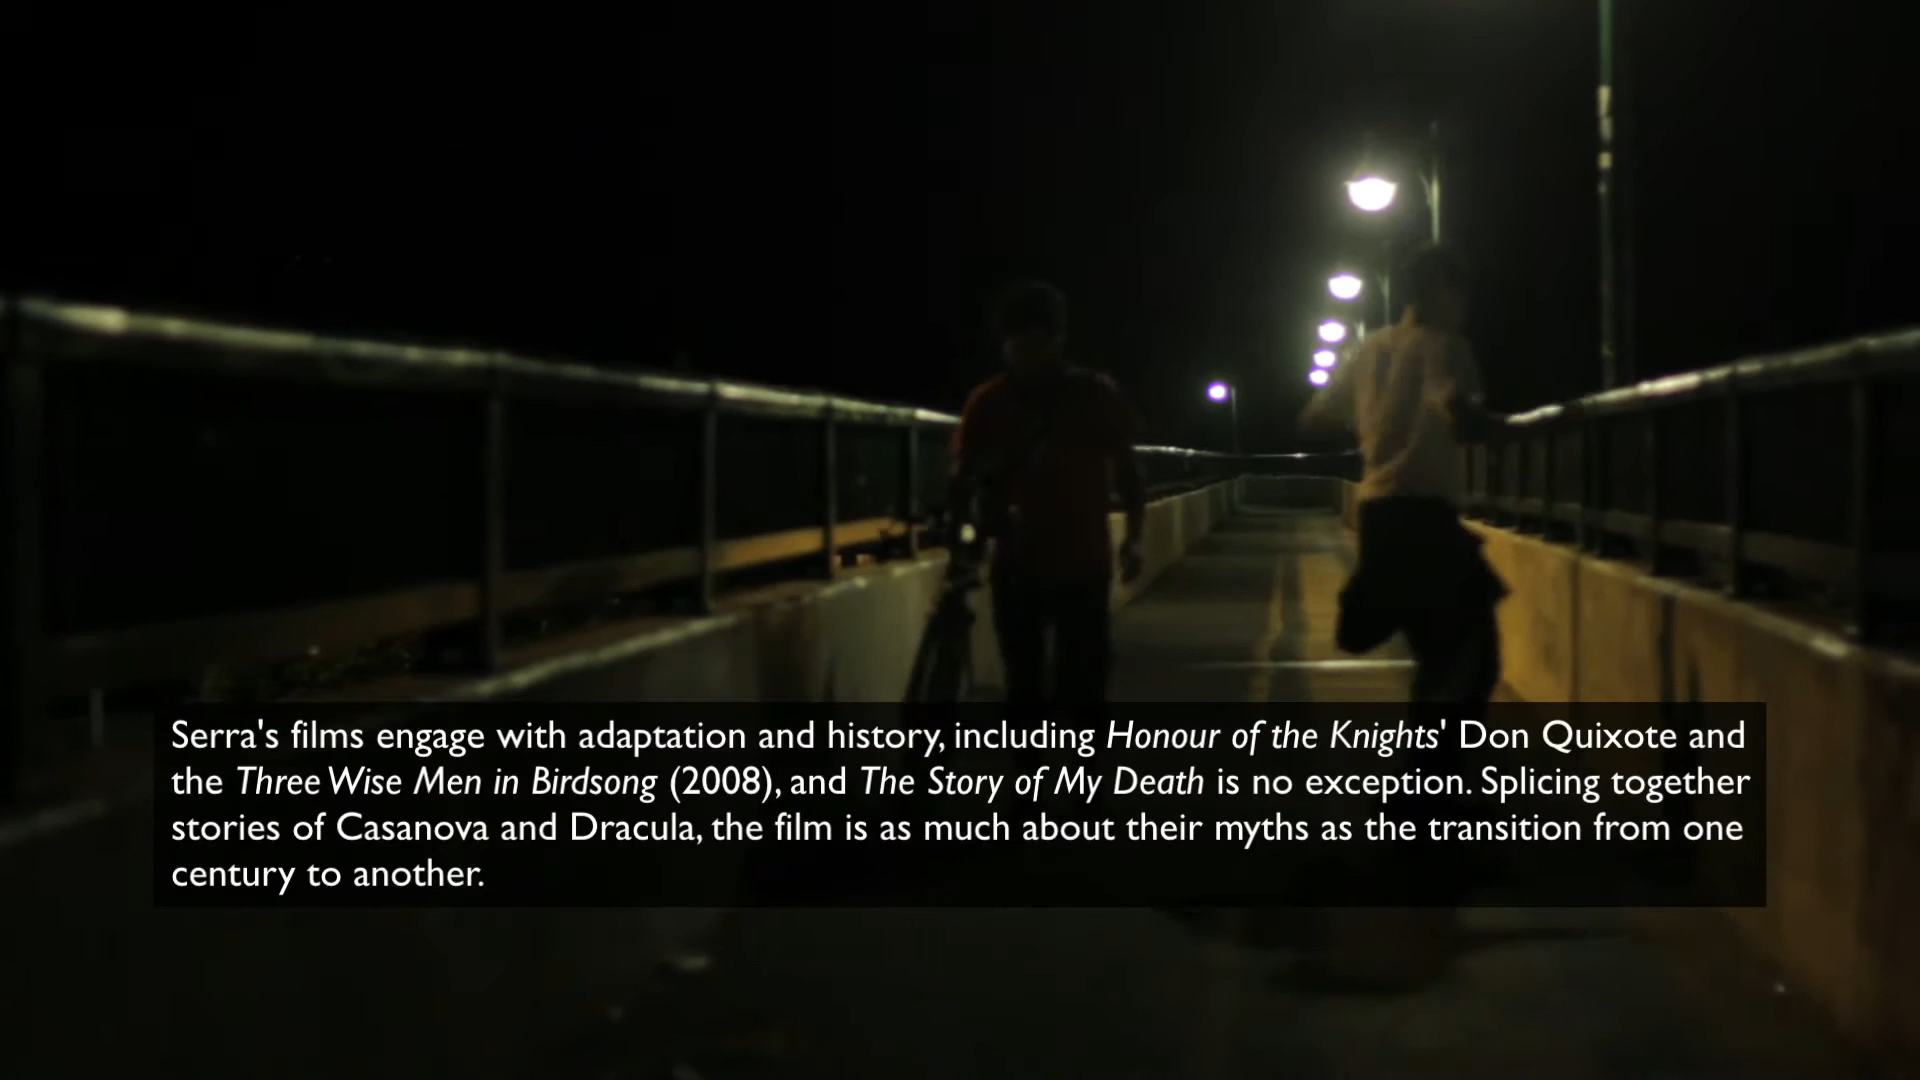 Serra's films engage with adaptation and history, including Honour of the Knights' Don Quixote and
the Three Wise Men in Birdsong (2008), and The Story of My Death is no exception. Splicing together
stories of Casanova and Dracula, the film is as much about their myths as the transition from one
century to another.